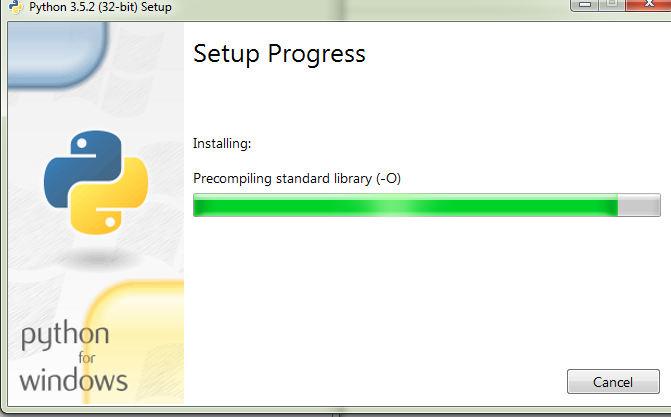 Python 3.5.2 (32-bit) Setup
Setup Progress
Installing:
Precompiling standard library (-O)
python
for
windows
Cancel